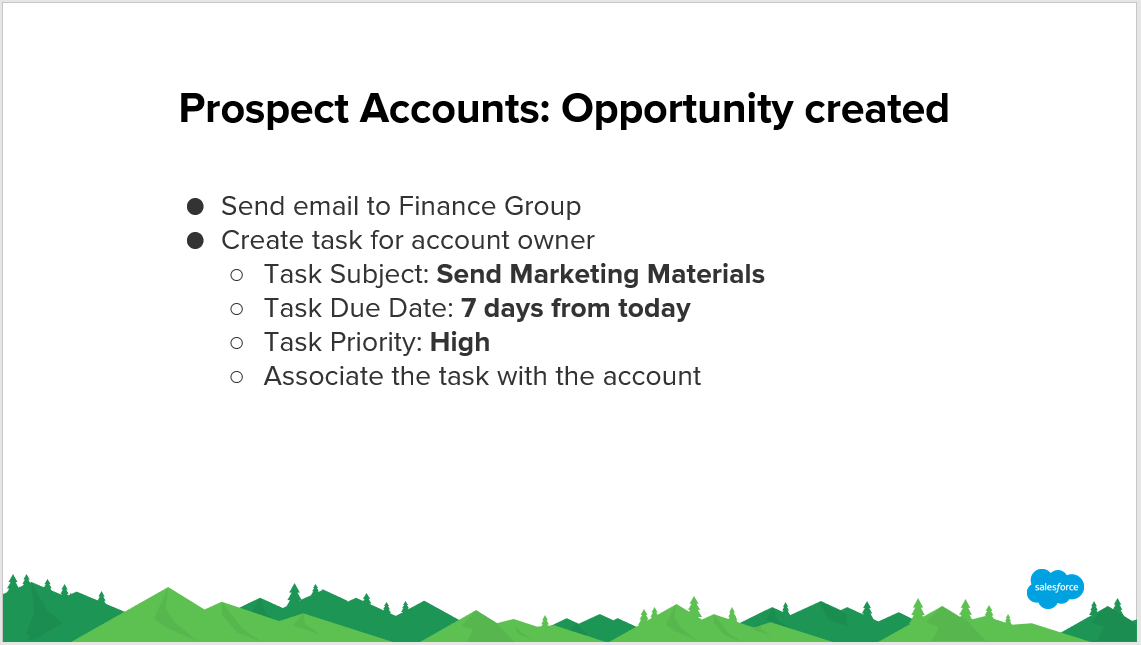 Prospect Accounts: Opportunity created
● Send email to Finance Group
● Create task for account owner
○ Task Subject: Send Marketing Materials
○ Task Due Date: 7 days from today
○ Task Priority: High
○ Associate the task with the account
salesforce